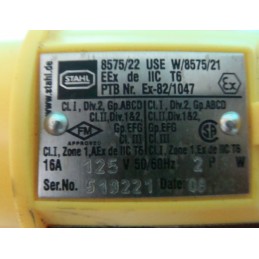 www.stahl.de
STAHL
8575/22 USE W/8575/21
EEx de IIC T6
PTB Nr. Ex-82/1047
Ex
Cl.I, Div.2, Gp.ABCD
Cl.I, Div.2, Gp.ABCD
Cl.II Div.1&2,
Cl.II.Div.1&2,
Gp.EFG
Gp.EFG
Cl.III
Cl.III
FM
APPROVED
SA
Cl.I, Zone 1,AEx de IIC T6
Cl.I, Zone 1,Ex de IIC T6
16A 125 V 50/60Hz 2 P W
Ser.No. 519221 Date